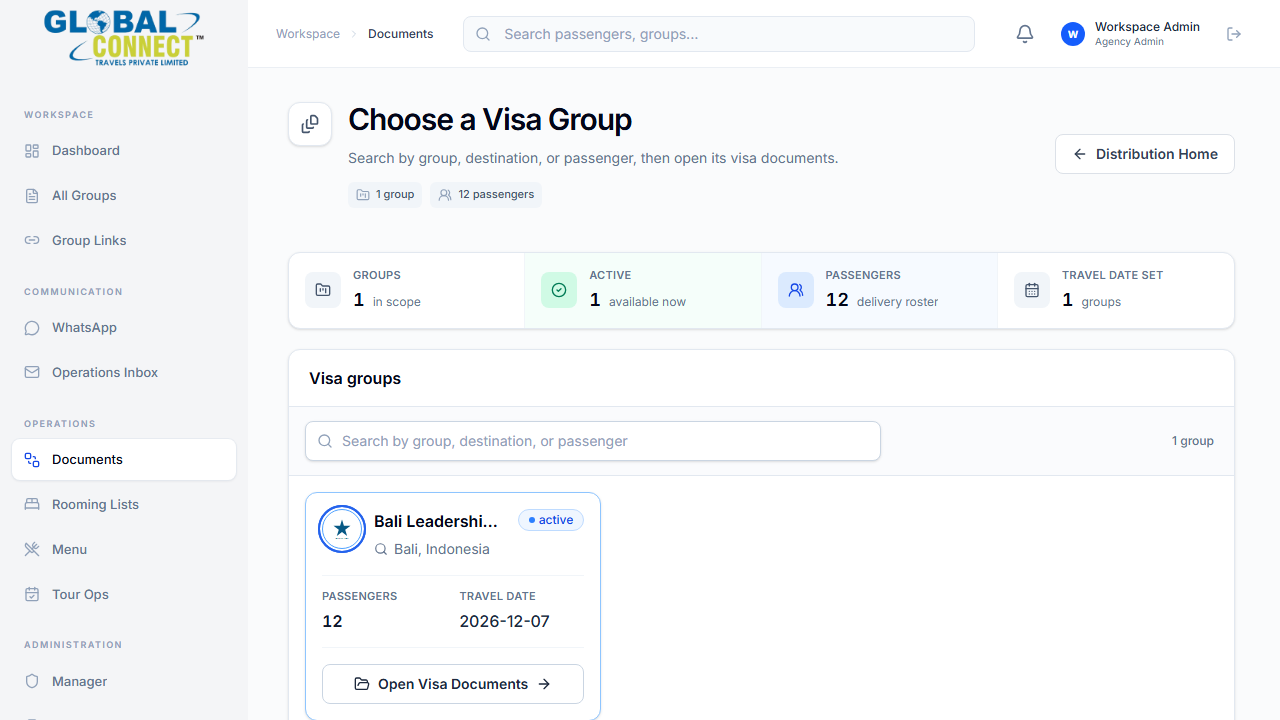 GLOBAL
CONNECT™
TRAVELS PRIVATE LIMITED
WORKSPACE
Dashboard
All Groups
Group Links
COMMUNICATION
WhatsApp
Operations Inbox
OPERATIONS
Documents
Rooming Lists
Menu
Tour Ops
ADMINISTRATION
Manager
Workspace > Documents
Search passengers, groups...
W
Workspace Admin
Agency Admin
Choose a Visa Group
Search by group, destination, or passenger, then open its visa documents.
1 group 12 passengers
Distribution Home
GROUPS
1 in scope
ACTIVE
1 available now
PASSENGERS
12 delivery roster
TRAVEL DATE SET
1 groups
Visa groups
Search by group, destination, or passenger
1 group
Bali Leadershi... active
Bali, Indonesia
PASSENGERS TRAVEL DATE
12 2026-12-07
Open Visa Documents